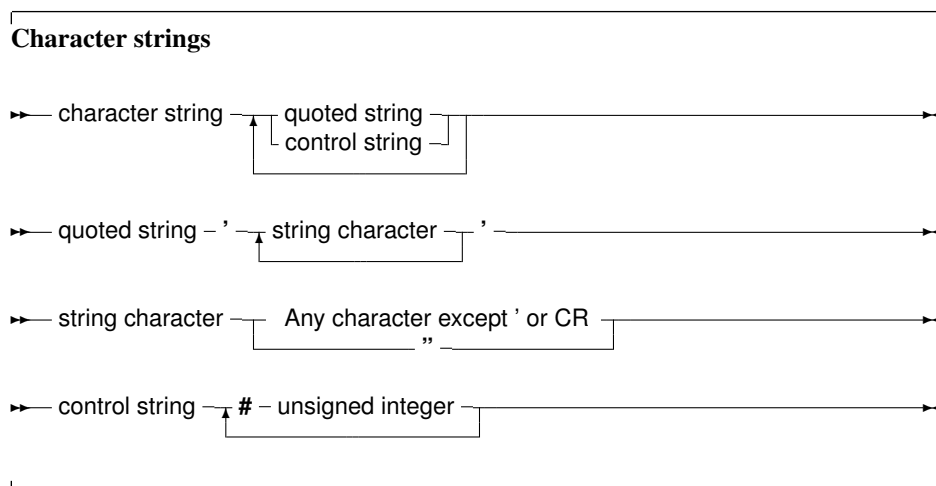 Character strings
character string quoted string
control string
quoted string ' string character '
string character Any character except ' or CR
''
control string # unsigned integer